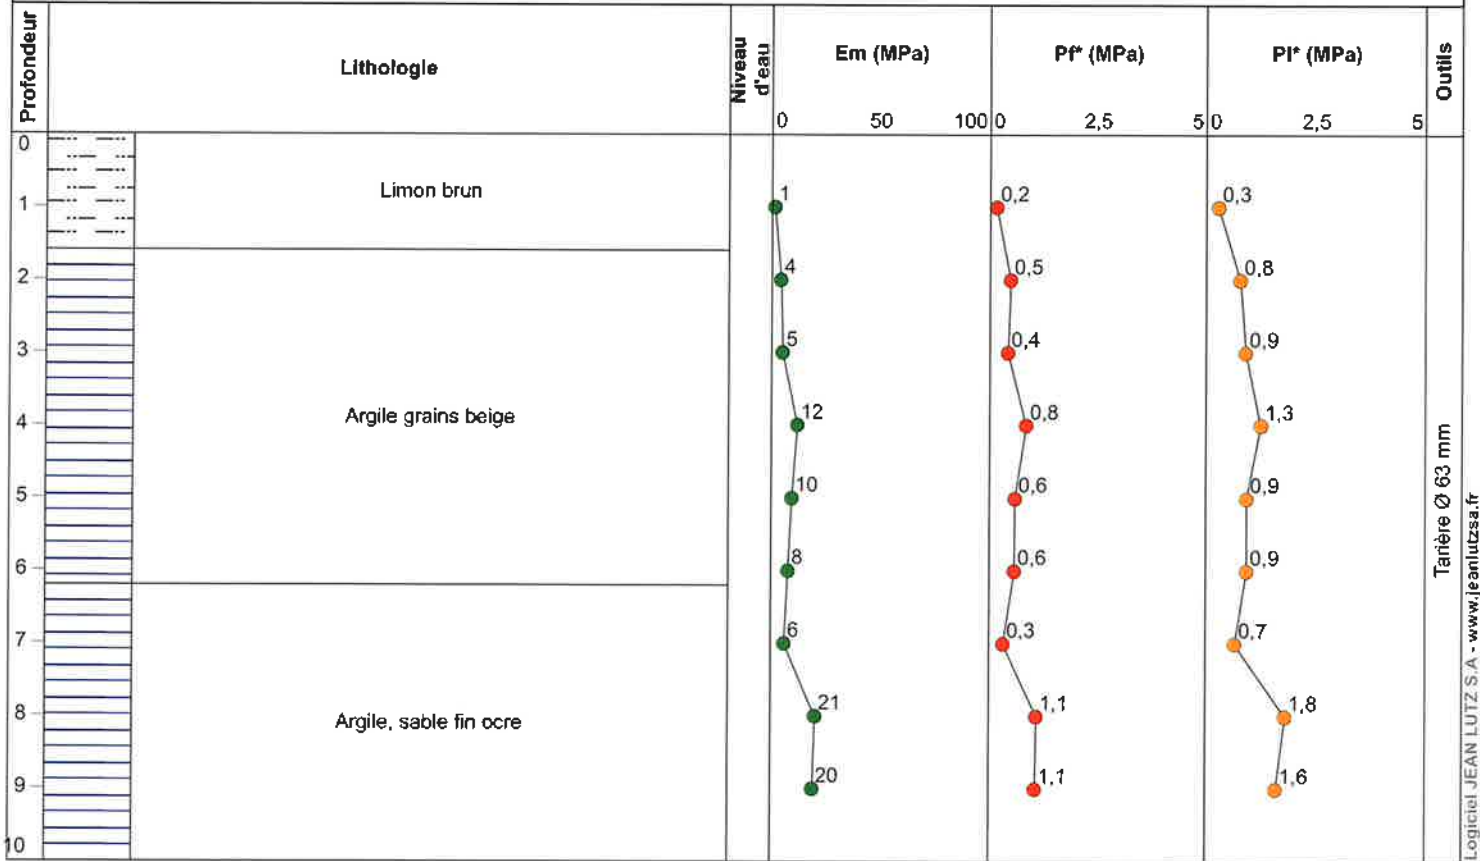 Profondeur
Lithologie
Niveau
d'eau
Em (MPa)
Pf* (MPa)
Pl* (MPa)
Outils
0 50 100 0 2,5 5 0 2,5 5
0
Limon brun
1 1 0,2 0,3
2 4 0,5 0,8
3 5 0,4 0,9
Argile grains beige
4 12 0,8 1,3
5 10 0,6 0,9
6 8 0,6 0,9
7 6 0,3 0,7
Argile, sable fin ocre
8 21 1,1 1,8
9 20 1,1 1,6
10
Tarière Ø 63 mm
Logiciel JEAN LUTZ S.A - www.jeanlutzsa.fr